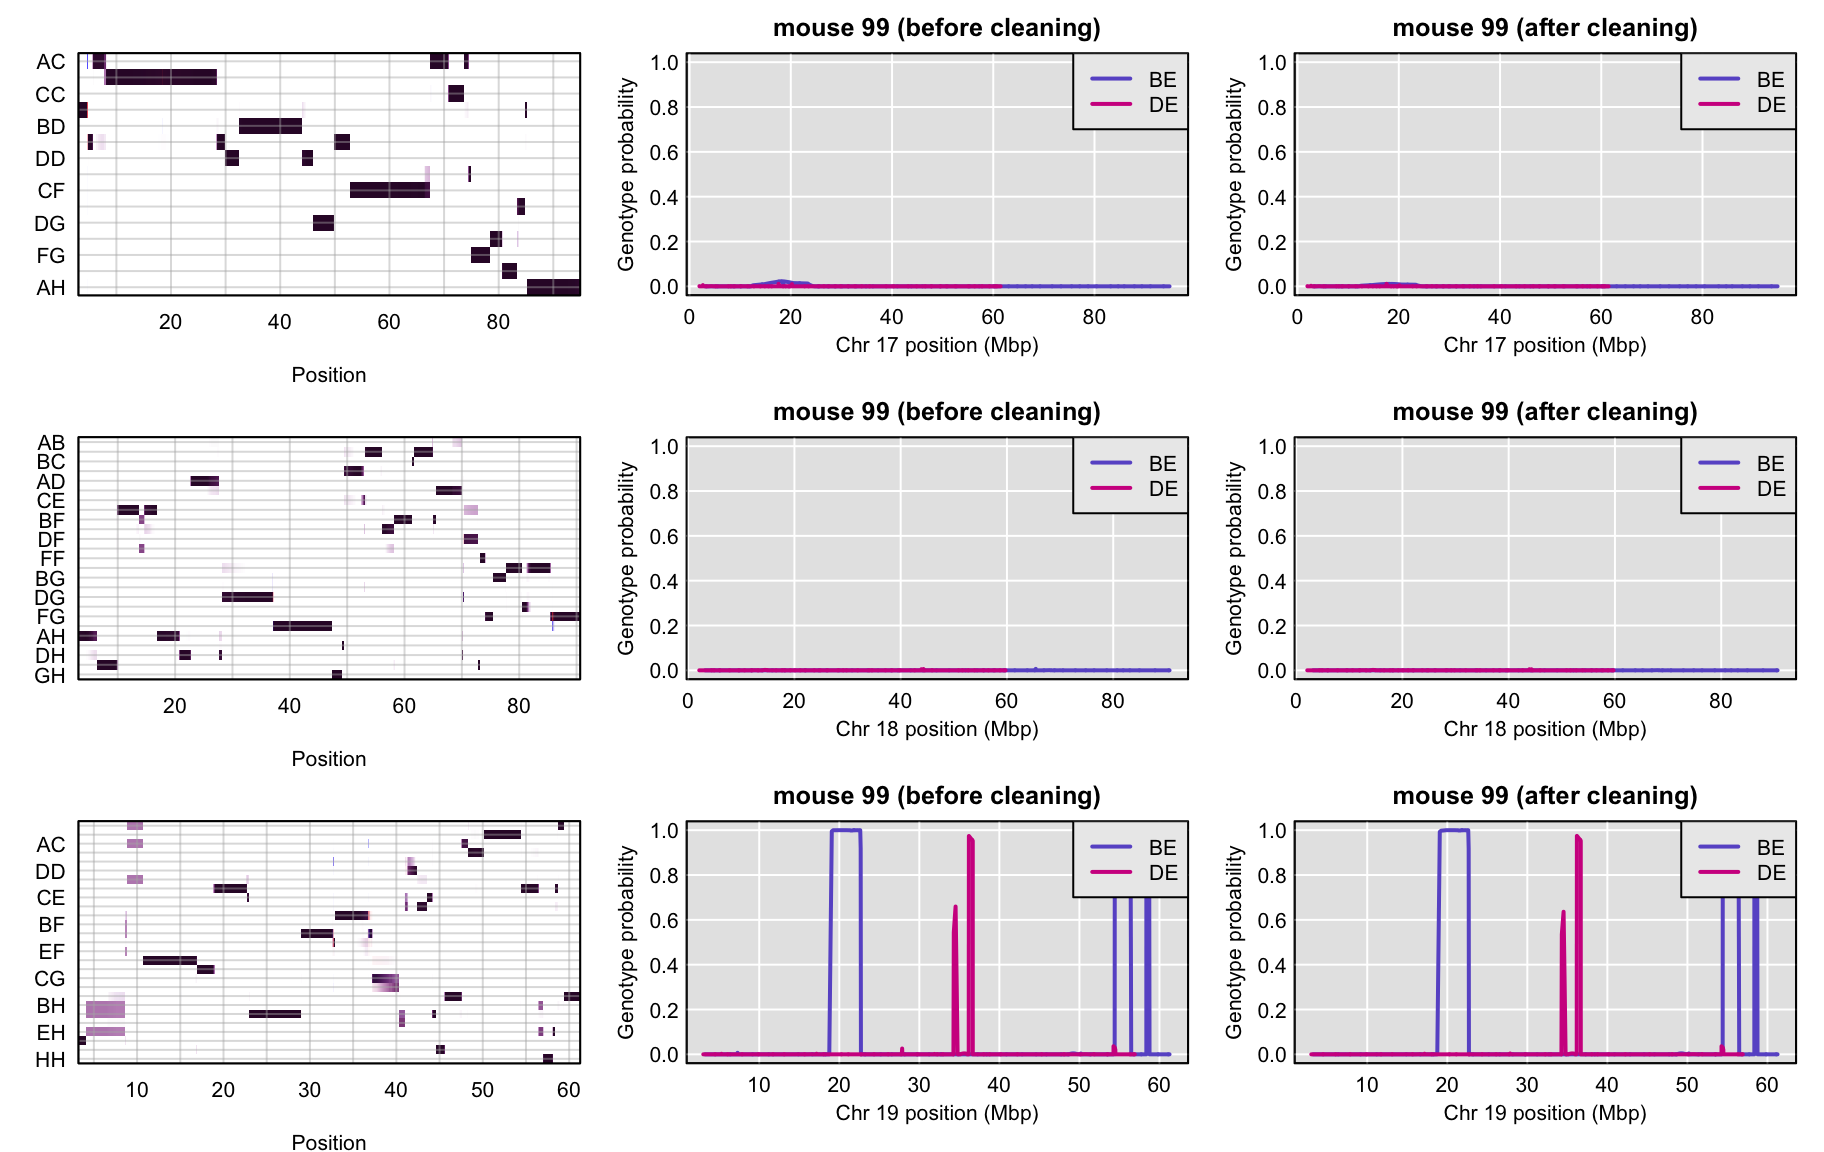 AC
CC
BD
DD
CF
DG
FG
AH
20 40 60 80
Position
mouse 99 (before cleaning)
Genotype probability
1.0
0.8
0.6
0.4
0.2
0.0
BE
DE
0 20 40 60 80
Chr 17 position (Mbp)
mouse 99 (after cleaning)
Genotype probability
1.0
0.8
0.6
0.4
0.2
0.0
BE
DE
0 20 40 60 80
Chr 17 position (Mbp)
AB
BC
AD
CE
BF
DF
FF
BG
DG
FG
AH
DH
GH
20 40 60 80
Position
mouse 99 (before cleaning)
Genotype probability
1.0
0.8
0.6
0.4
0.2
0.0
BE
DE
0 20 40 60 80
Chr 18 position (Mbp)
mouse 99 (after cleaning)
Genotype probability
1.0
0.8
0.6
0.4
0.2
0.0
BE
DE
0 20 40 60 80
Chr 18 position (Mbp)
AC
DD
CE
BF
EF
CG
BH
EH
HH
10 20 30 40 50 60
Position
mouse 99 (before cleaning)
Genotype probability
1.0
0.8
0.6
0.4
0.2
0.0
BE
DE
10 20 30 40 50 60
Chr 19 position (Mbp)
mouse 99 (after cleaning)
Genotype probability
1.0
0.8
0.6
0.4
0.2
0.0
BE
DE
10 20 30 40 50 60
Chr 19 position (Mbp)